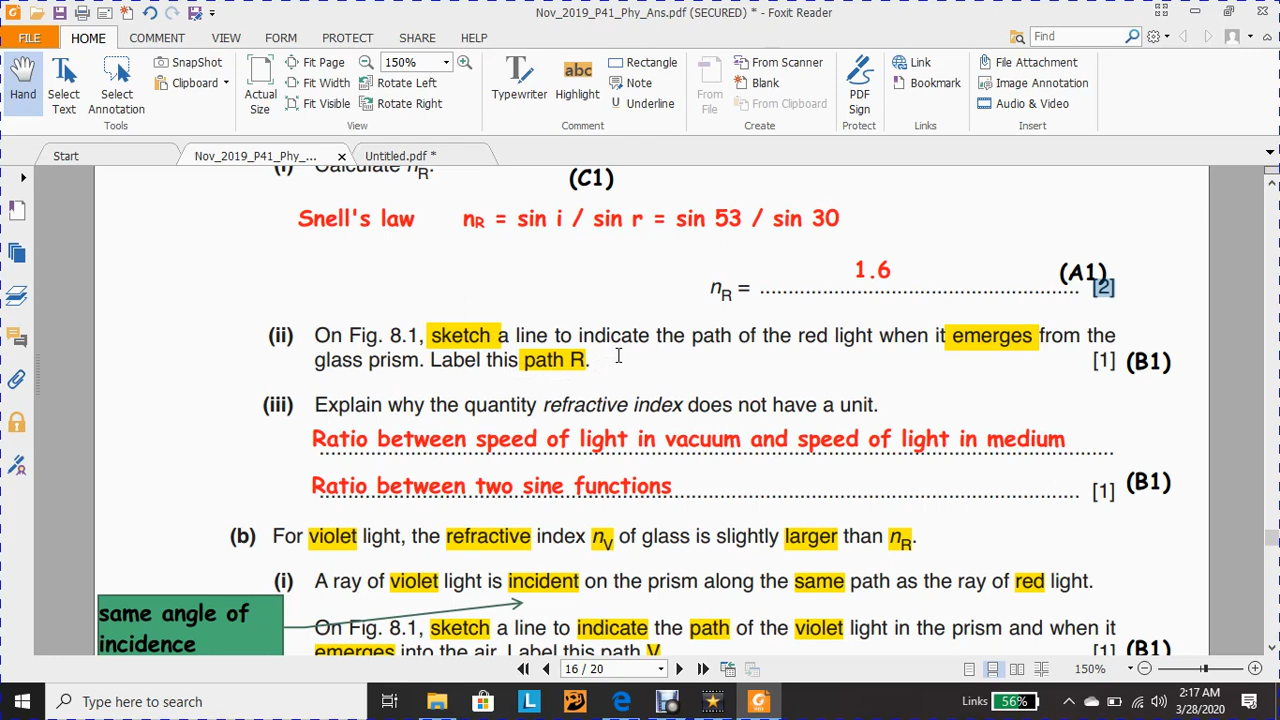 Nov_2019_P41_Phy_Ans.pdf (SECURED) * - Foxit Reader
FILE HOME COMMENT VIEW FORM PROTECT SHARE HELP Find
Hand Select Text Select Annotation SnapShot Clipboard Tools
Actual Size Fit Page Fit Width Fit Visible 150% Rotate Left Rotate Right View
Typewriter Highlight Rectangle Note Underline Comment
From File From Scanner Blank From Clipboard Create
PDF Sign Protect Link Bookmark Links
File Attachment Image Annotation Audio & Video Insert
Start Nov_2019_P41_Phy_... Untitled.pdf *
(i) Calculate nR.
(C1)
Snell's law nR = sin i / sin r = sin 53 / sin 30
1.6 (A1)
nR = ........................................................ [2]
(ii) On Fig. 8.1, sketch a line to indicate the path of the red light when it emerges from the
glass prism. Label this path R. [1] (B1)
(iii) Explain why the quantity refractive index does not have a unit.
Ratio between speed of light in vacuum and speed of light in medium
Ratio between two sine functions [1] (B1)
(b) For violet light, the refractive index nV of glass is slightly larger than nR.
(i) A ray of violet light is incident on the prism along the same path as the ray of red light.
same angle of
incidence
On Fig. 8.1, sketch a line to indicate the path of the violet light in the prism and when it
emerges into the air. Label this path V. [1] (B1)
16 / 20 150%
Type here to search Links 56% 2:17 AM
3/28/2020